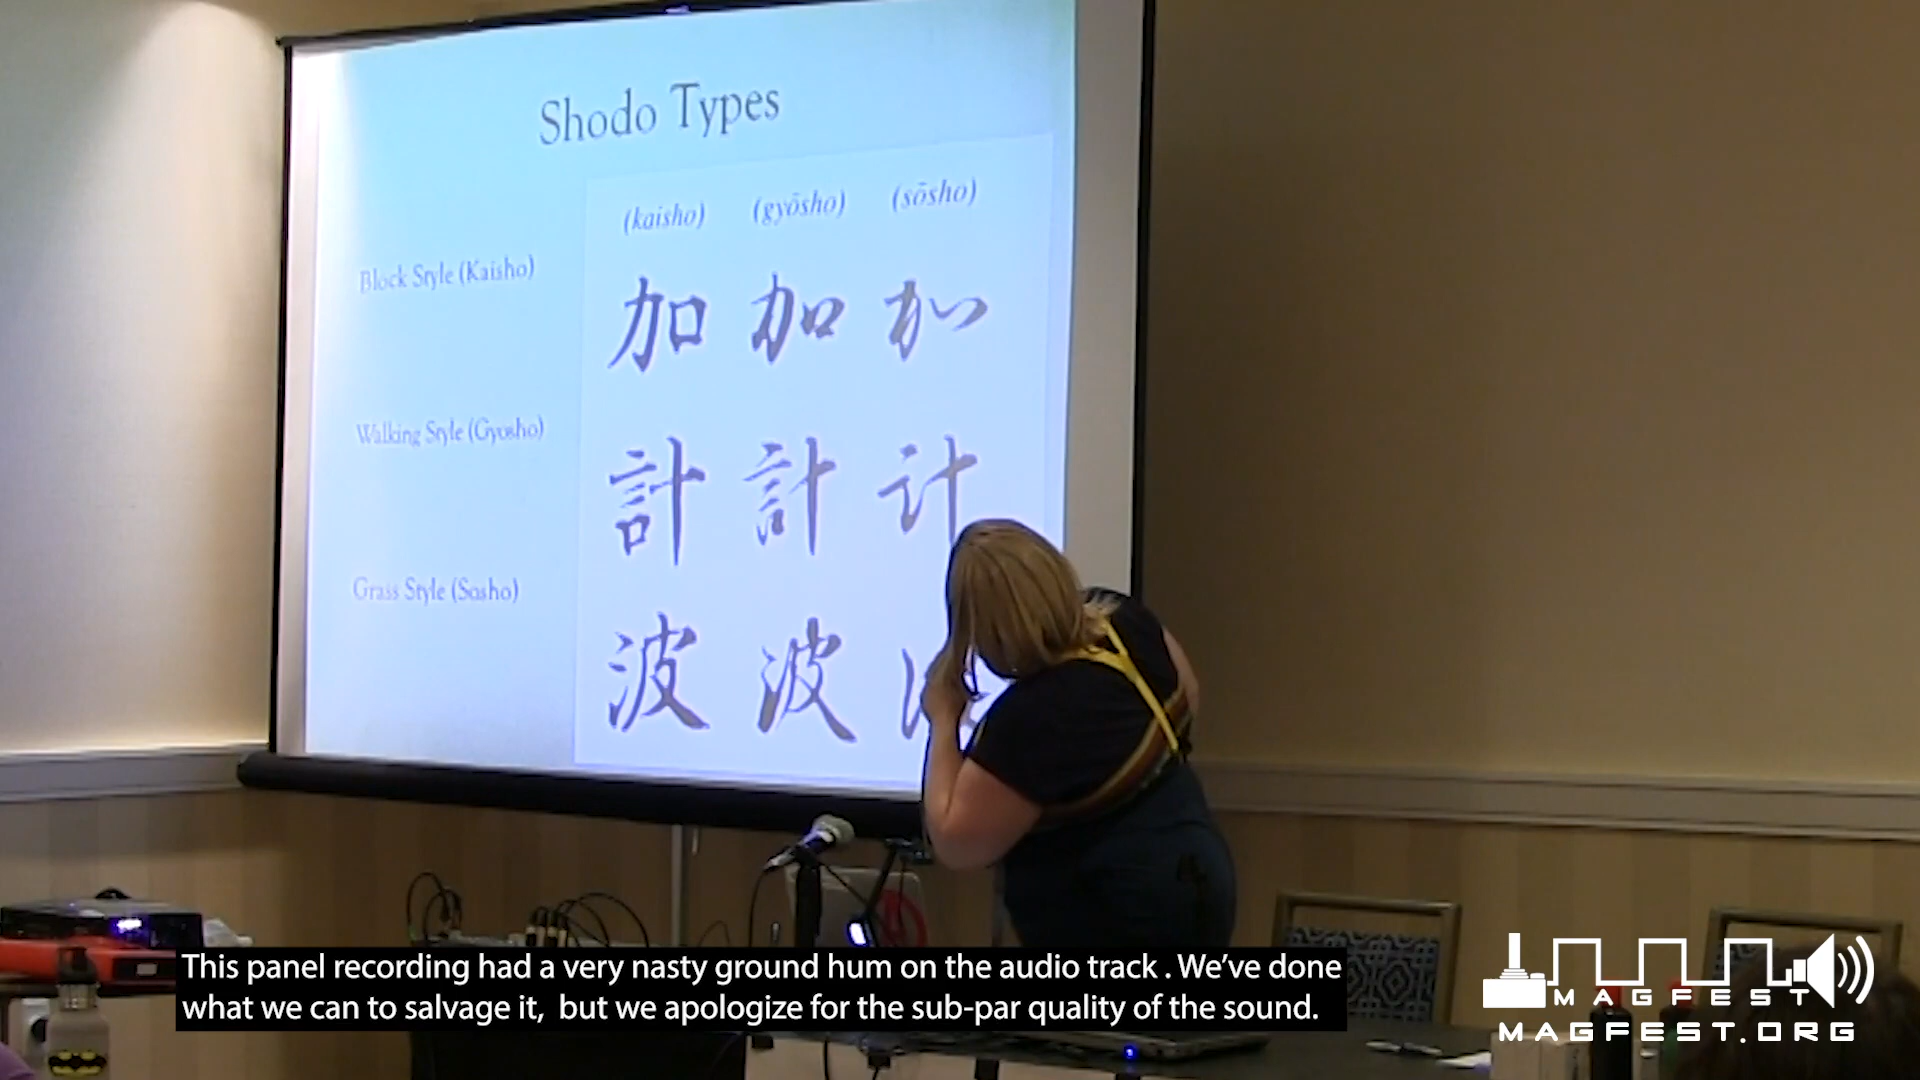 Shodo Types
(kaisho) (gyōsho) (sōsho)
Block Style (Kaisho)
加 加 加
Walking Style (Gyosho)
計 計 计
Grass Style (Sosho)
波 波
This panel recording had a very nasty ground hum on the audio track . We've done
what we can to salvage it,  but we apologize for the sub-par quality of the sound.
MAGFEST
MAGFEST.ORG